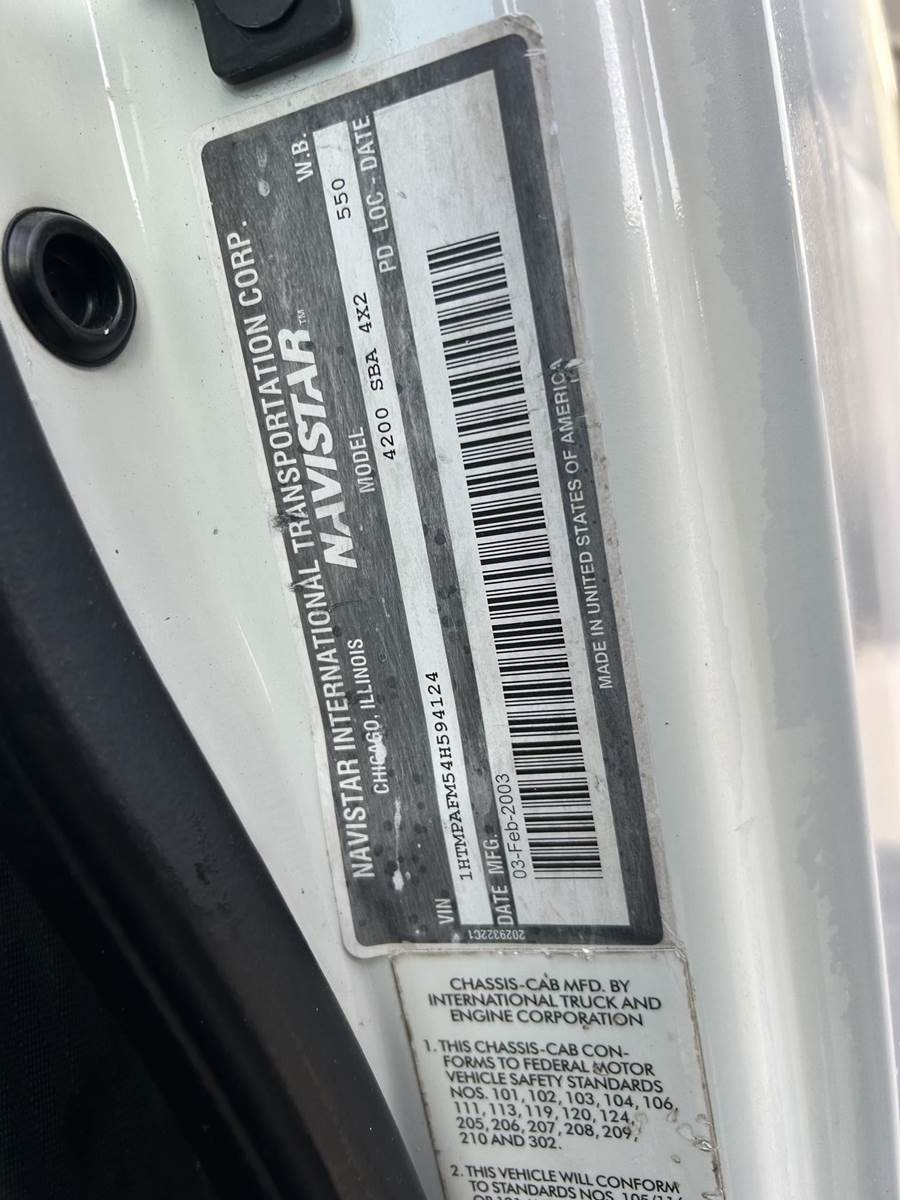 NAVISTAR INTERNATIONAL TRANSPORTATION CORP.
CHICAGO, ILLINOIS
NAVISTAR™
W.B.
MODEL
4200 SBA 4X2
550
VIN
1HTMPAFM54H594124
PD LOC - DATE
DATE MFG.
03-Feb-2003
MADE IN UNITED STATES OF AMERICA
2029322C1
CHASSIS-CAB MFD. BY
INTERNATIONAL TRUCK AND
ENGINE CORPORATION
1. THIS CHASSIS-CAB CON-
FORMS TO FEDERAL MOTOR
VEHICLE SAFETY STANDARDS
NOS. 101, 102, 103, 104, 106,
111, 113, 119, 120, 124,
205, 206, 207, 208, 209,
210 AND 302.
2. THIS VEHICLE WILL CONFORM
TO STANDARDS NOS. 105/